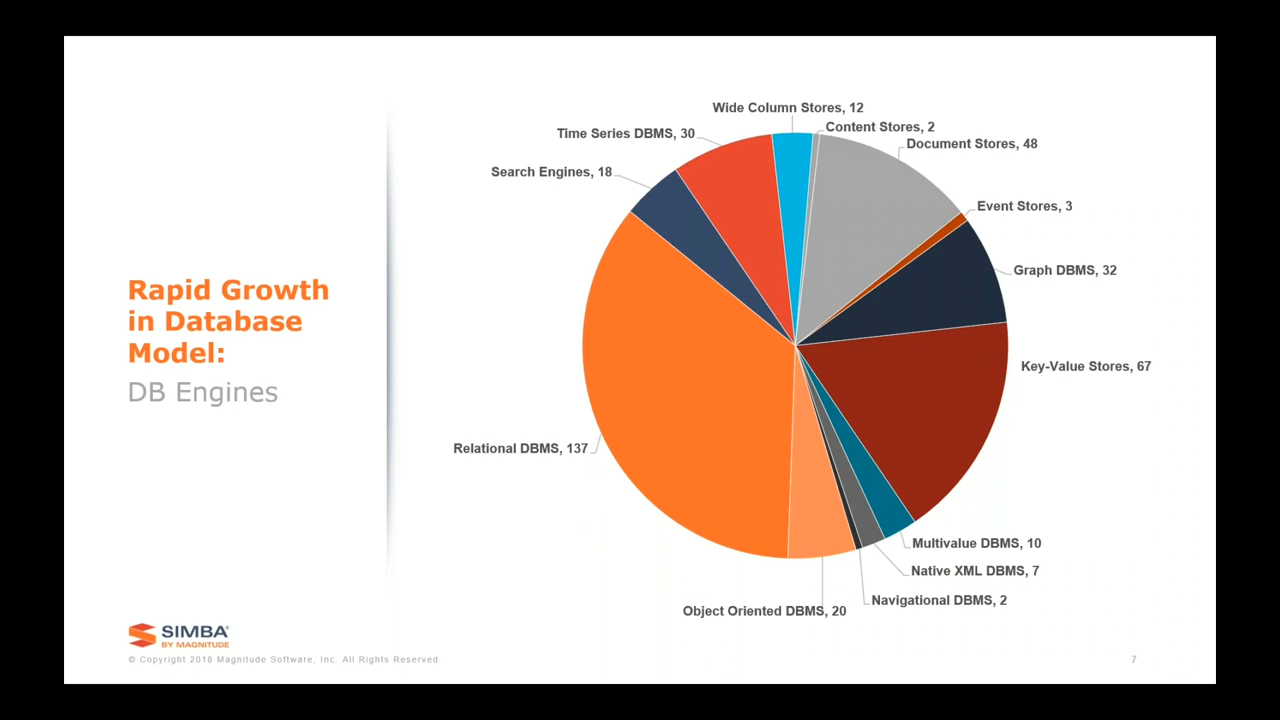 Rapid Growth
in Database
Model:
DB Engines
Wide Column Stores, 12
Content Stores, 2
Document Stores, 48
Event Stores, 3
Graph DBMS, 32
Key-Value Stores, 67
Multivalue DBMS, 10
Native XML DBMS, 7
Navigational DBMS, 2
Object Oriented DBMS, 20
Relational DBMS, 137
Search Engines, 18
Time Series DBMS, 30
SIMBA®
BY MAGNITUDE
© Copyright 2018 Magnitude Software, Inc. All Rights Reserved.
7